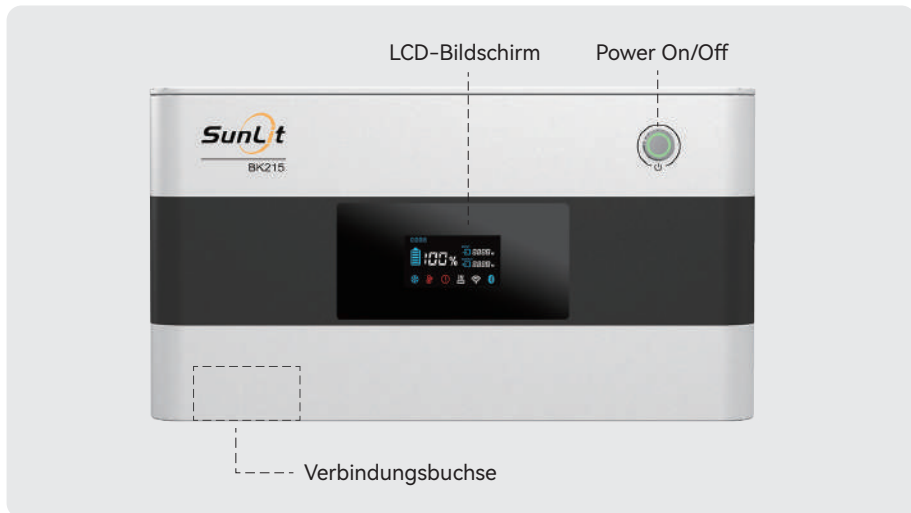 LCD-Bildschirm
Power On/Off
SunLit
BK215
100%
Verbindungsbuchse